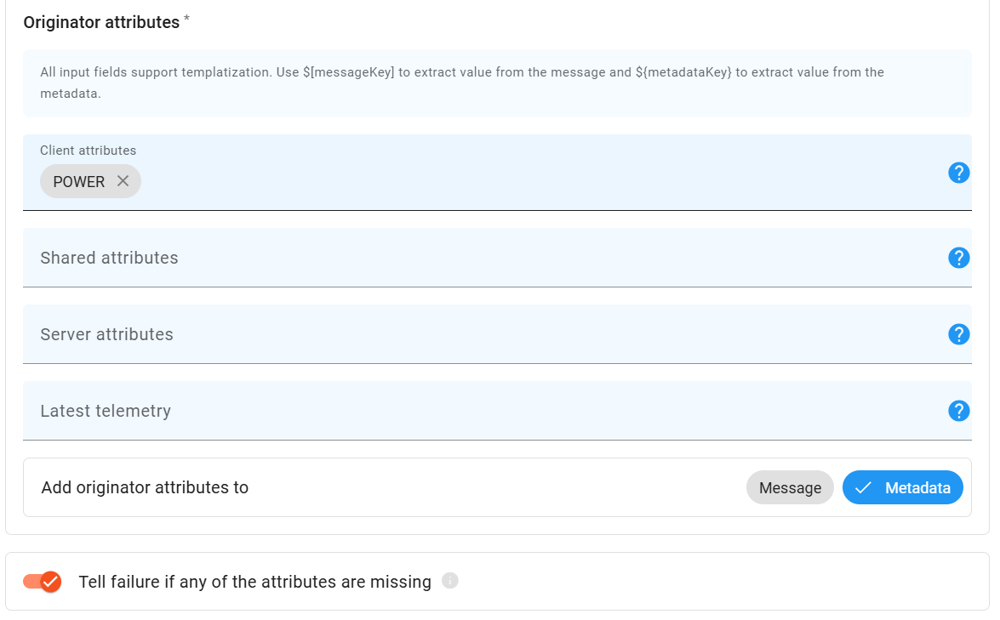 Originator attributes *
All input fields support templatization. Use $[messageKey] to extract value from the message and ${metadataKey} to extract value from the
metadata.
Client attributes
POWER
Shared attributes
Server attributes
Latest telemetry
Add originator attributes to
Message
Metadata
Tell failure if any of the attributes are missing